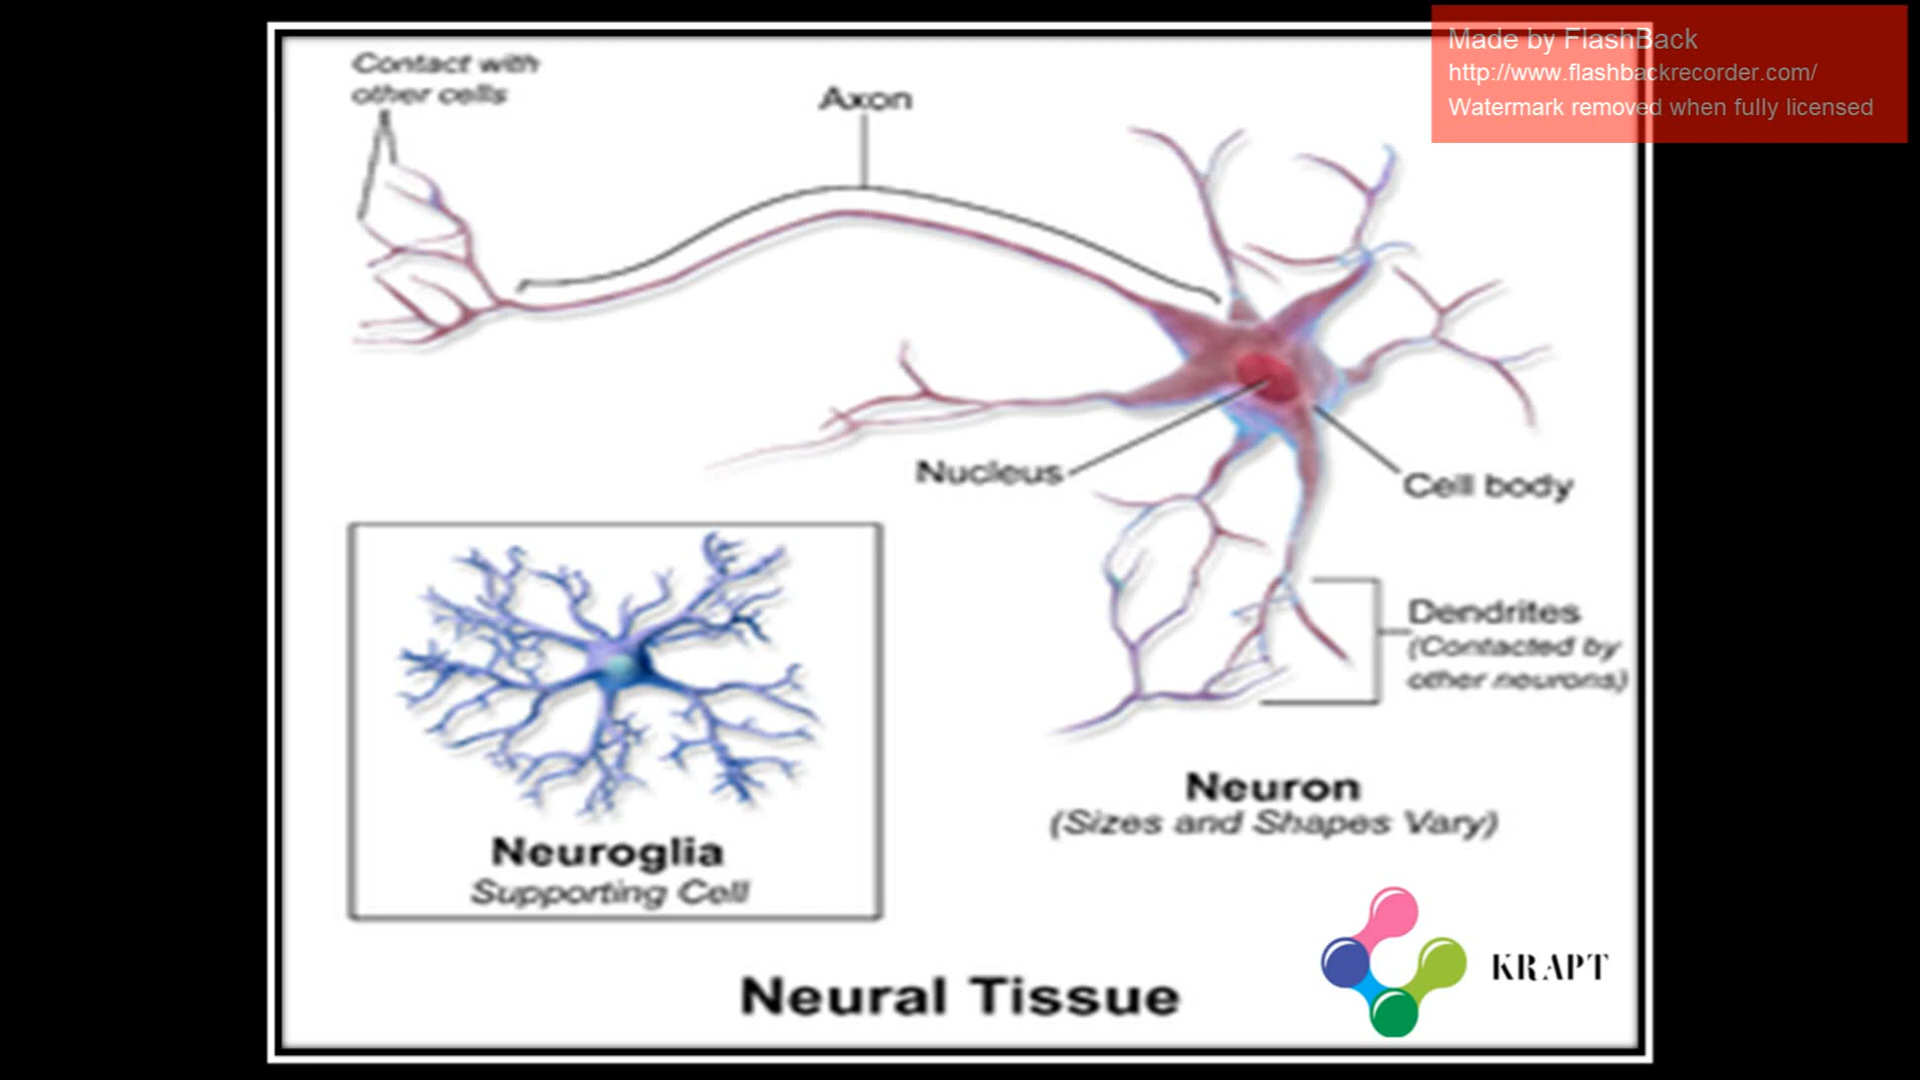 Made by FlashBack
http://www.flashbackrecorder.com/
Watermark removed when fully licensed
Contact with
other cells
Axon
Nucleus
Cell body
Dendrites
(Contacted by
other neurons)
Neuron
(Sizes and Shapes Vary)
Neuroglia
Supporting Cell
Neural Tissue
KRAPT